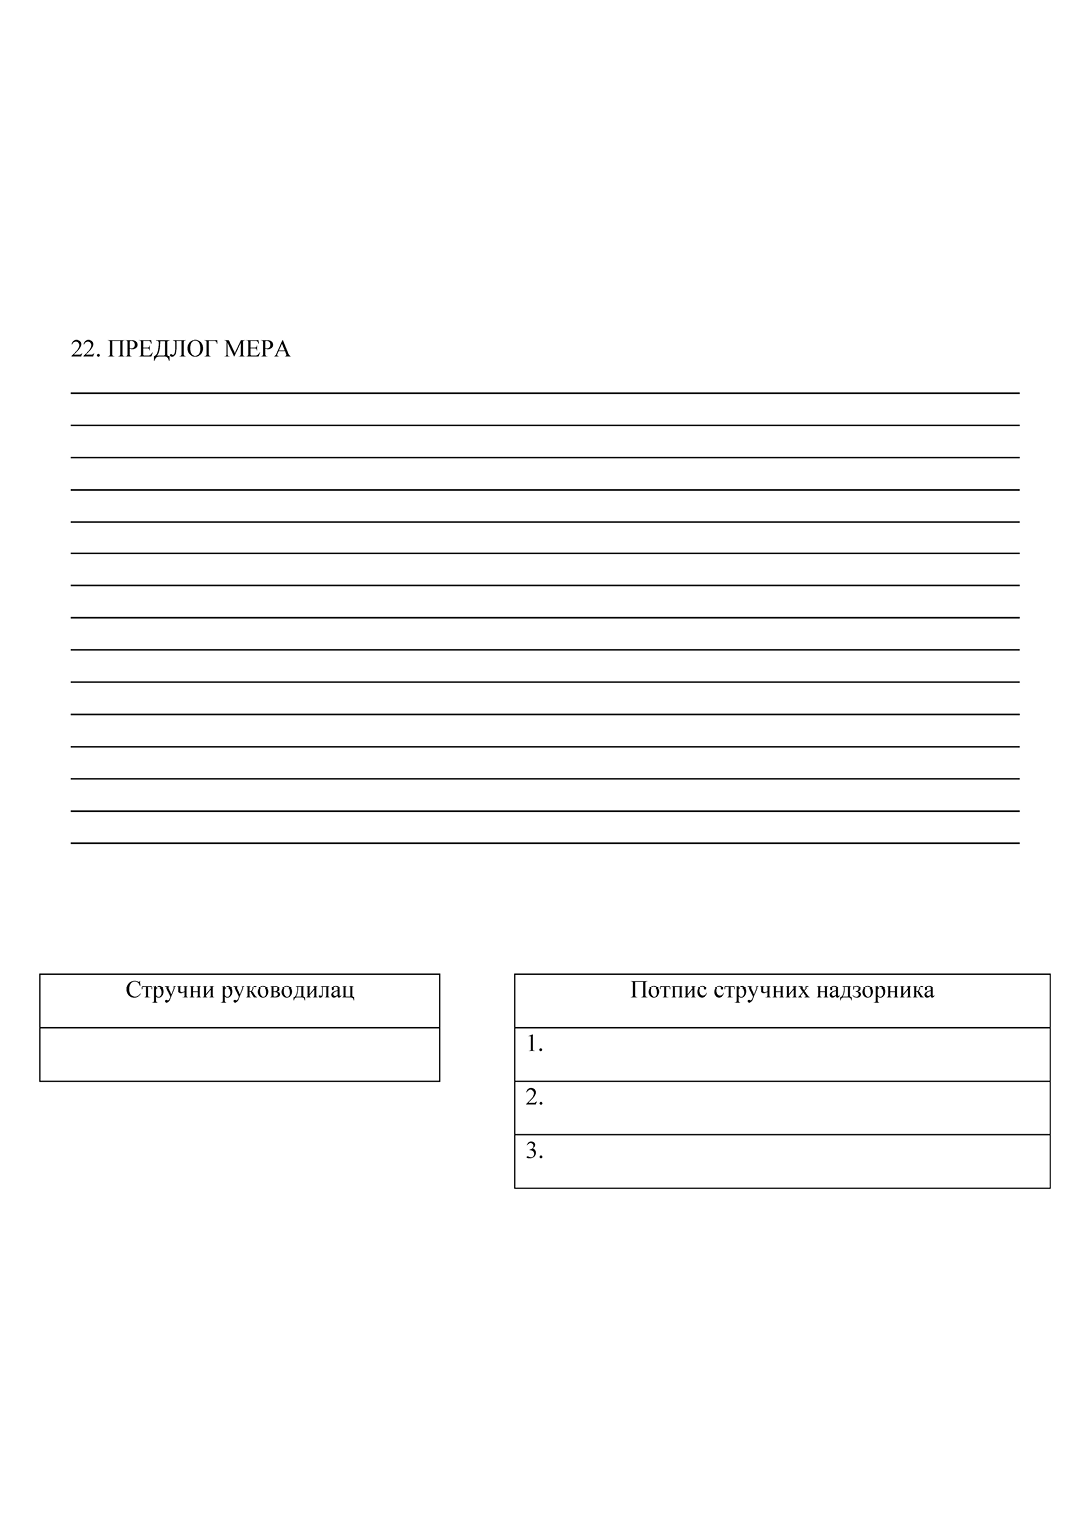 22. ПРЕДЛОГ МЕРА
Стручни руководилац
Потпис стручних надзорника
1.
2.
3.